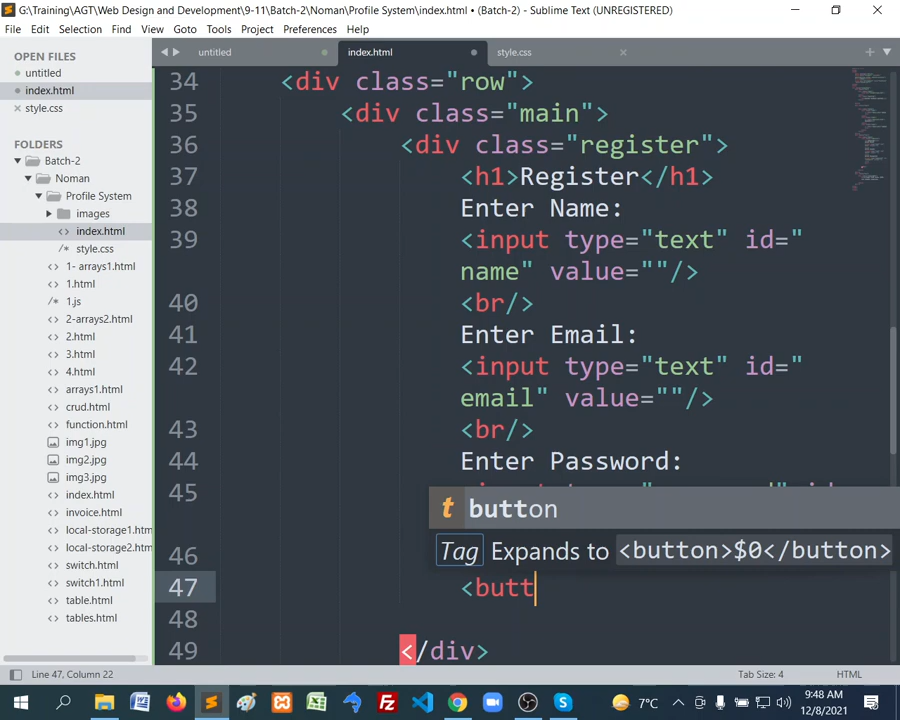 G:\Training\AGT\Web Design and Development\9-11\Batch-2\Noman\Profile System\index.html • (Batch-2) - Sublime Text (UNREGISTERED)
File Edit Selection Find View Goto Tools Project Preferences Help
OPEN FILES
untitled
index.html
style.css
FOLDERS
Batch-2
Noman
Profile System
images
index.html
/* style.css
1- arrays1.html
1.html
/* 1.js
2-arrays2.html
2.html
3.html
4.html
arrays1.html
crud.html
function.html
img1.jpg
img2.jpg
img3.jpg
index.html
invoice.html
local-storage1.htm
local-storage2.htm
switch.html
switch1.html
table.html
tables.html
untitled index.html style.css
34 <div class="row">
35 <div class="main">
36 <div class="register">
37 <h1>Register</h1>
38 Enter Name:
39 <input type="text" id="
name" value=""/>
40 <br/>
41 Enter Email:
42 <input type="text" id="
email" value=""/>
43 <br/>
44 Enter Password:
45
t button
Tag Expands to <button>$0</button>
46
47 <butt
48
49 </div>
Line 47, Column 22 Tab Size: 4 HTML
7°C 9:48 AM
12/8/2021